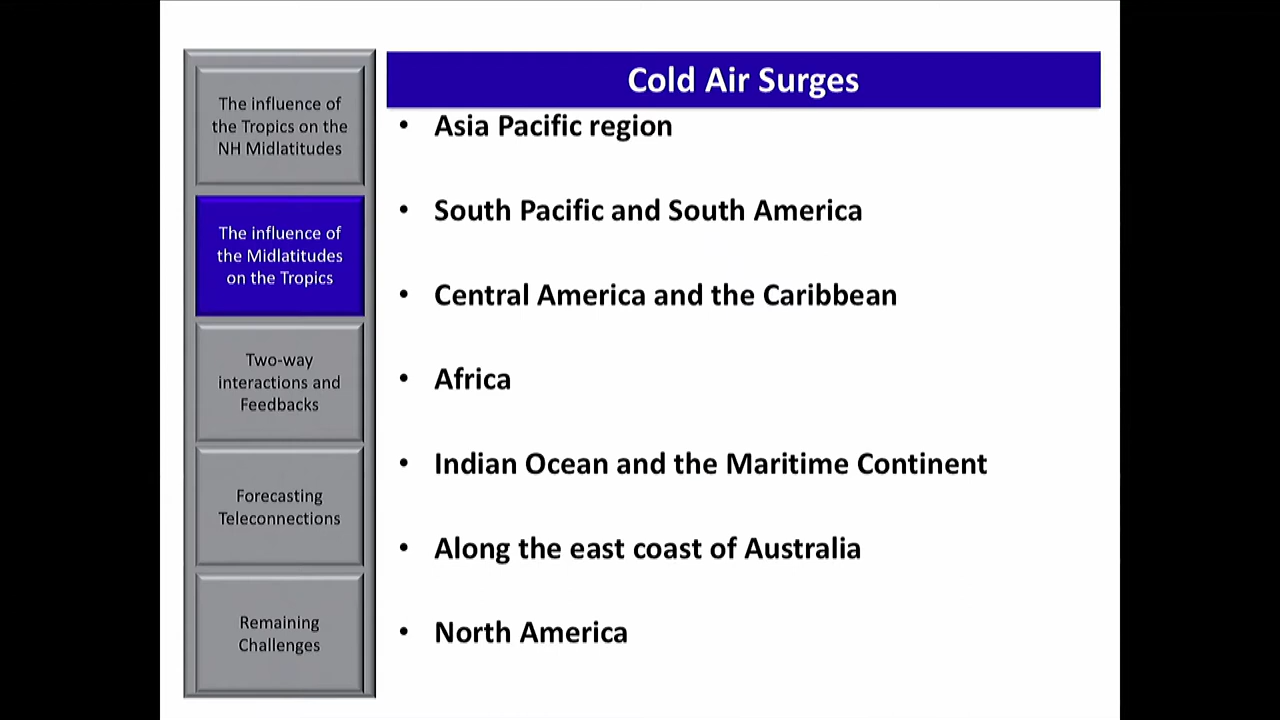 The influence of
the Tropics on the
NH Midlatitudes
The influence of
the Midlatitudes
on the Tropics
Two-way
interactions and
Feedbacks
Forecasting
Teleconnections
Remaining
Challenges
Cold Air Surges
• Asia Pacific region
• South Pacific and South America
• Central America and the Caribbean
• Africa
• Indian Ocean and the Maritime Continent
• Along the east coast of Australia
• North America